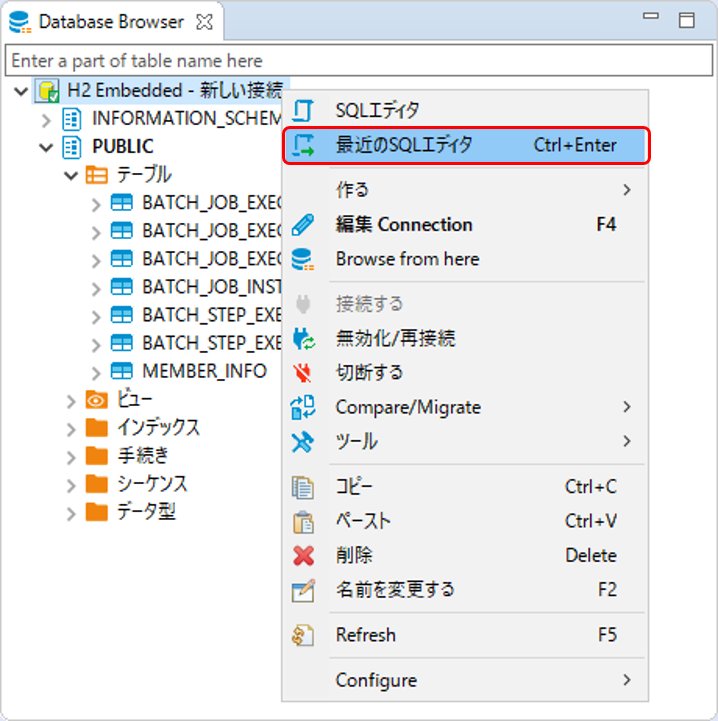 Database Browser
Enter a part of table name here
H2 Embedded - 新しい接続
INFORMATION_SCHEM
PUBLIC
テーブル
BATCH_JOB_EXEC
BATCH_JOB_EXEC
BATCH_JOB_EXEC
BATCH_JOB_INST
BATCH_STEP_EXE
BATCH_STEP_EXE
MEMBER_INFO
ビュー
インデックス
手続き
シーケンス
データ型
SQLエディタ
最近のSQLエディタ Ctrl+Enter
作る
編集 Connection F4
Browse from here
接続する
無効化/再接続
切断する
Compare/Migrate
ツール
コピー Ctrl+C
ペースト Ctrl+V
削除 Delete
名前を変更する F2
Refresh F5
Configure